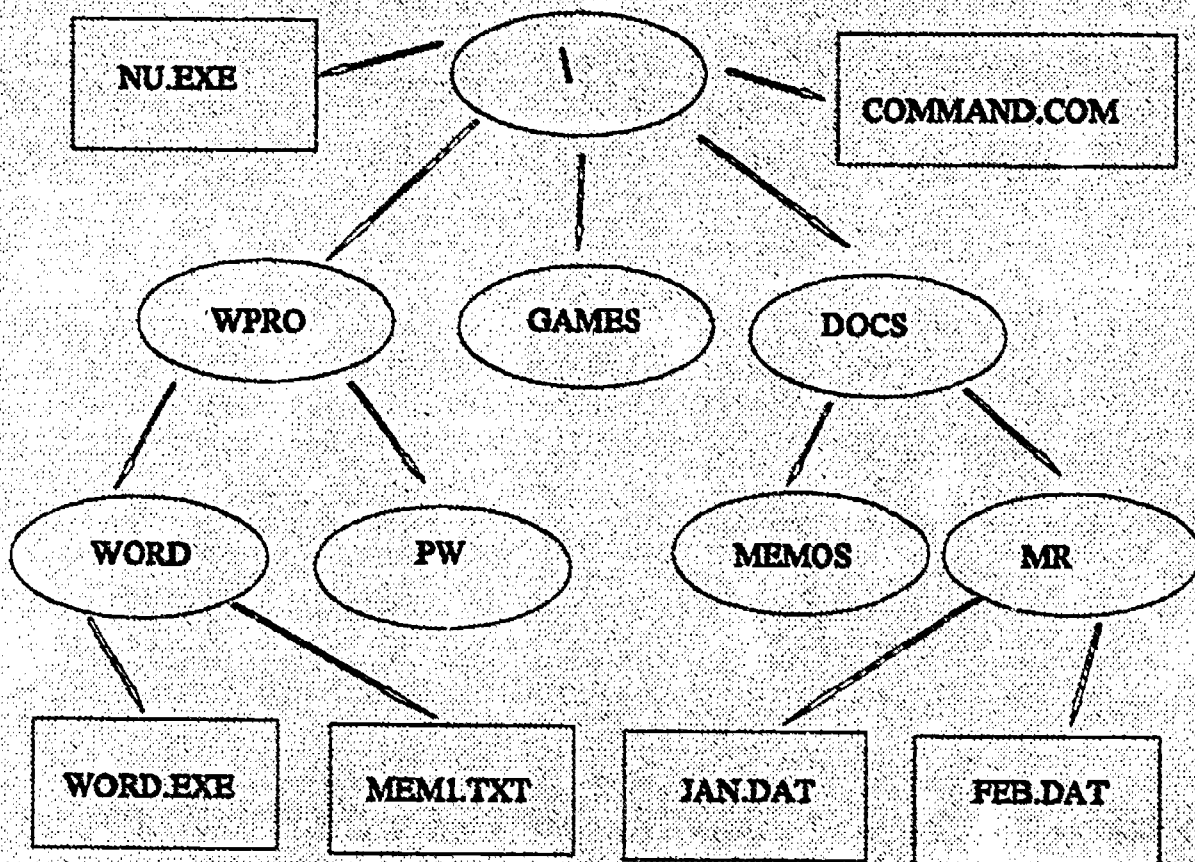 NU.EXE
\
COMMAND.COM
WPRO
GAMES
DOCS
WORD
PW
MEMOS
MR
WORD.EXE
MEM1.TXT
JAN.DAT
FEB.DAT